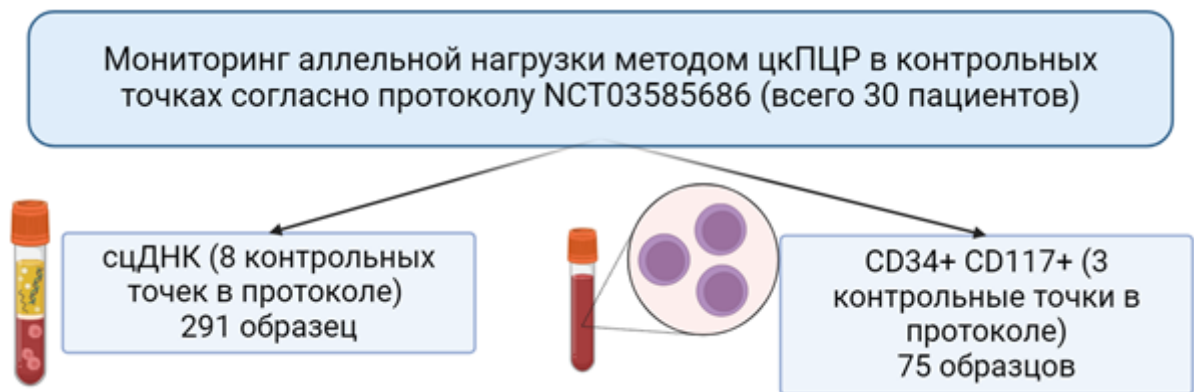 Мониторинг аллельной нагрузки методом цкПЦР в контрольных
точках согласно протоколу NCT03585686 (всего 30 пациентов)
сцДНК (8 контрольных
точек в протоколе)
291 образец
CD34+ CD117+ (3
контрольные точки в
протоколе)
75 образцов